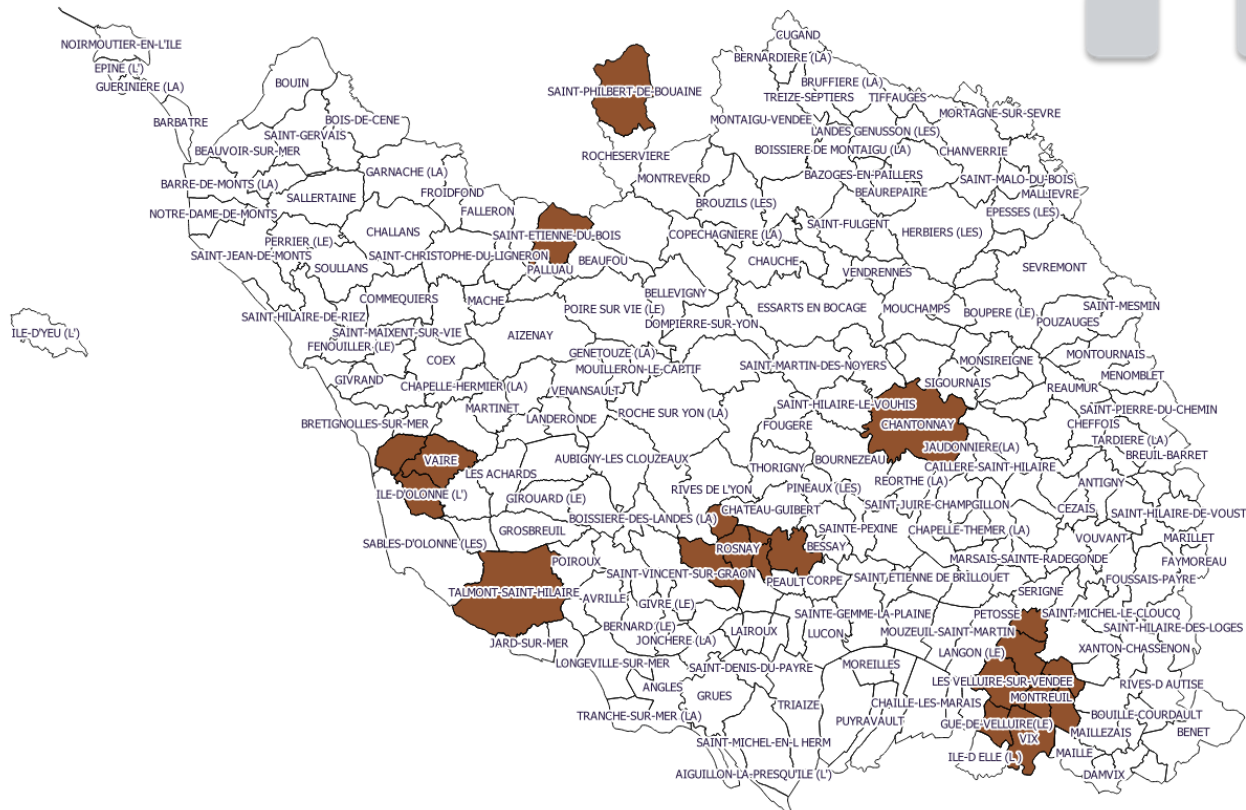 CUGAND
NOIRMOUTIER-EN-L'ILE
BERNARDIERE (LA)
EPINE (L')
BOUIN
BRUFFIERE (LA)
GUERINIERE (LA)
SAINT-PHILBERT-DE-BOUAINE
TREIZE-SEPTIERS
TIFFAUGES
MORTAGNE-SUR-SEVRE
BARBATRE
BOIS-DE-CENE
MONTAIGU-VENDEE
SAINT-GERVAIS
LANDES GENUSSON (LES)
BEAUVOIR-SUR-MER
ROCHESERVIERE
BOISSIERE DE MONTAIGU (LA)
CHANVERRIE
GARNACHE (LA)
MONTREVERD
BAZOGES-EN-PAILLERS
SAINT-MALO-DU-BOIS
BARRE-DE-MONTS (LA)
SALLERTAINE
FROIDFOND
BEAUREPAIRE
MALLIEVRE
BROUZILS (LES)
NOTRE-DAME-DE-MONTS
FALLERON
EPESSES (LES)
CHALLANS
SAINT-ETIENNE-DU-BOIS
COPECHAGNIERE (LA)
SAINT-FULGENT
HERBIERS (LES)
PERRIER (LE)
SAINT-JEAN-DE-MONTS
SAINT-CHRISTOPHE-DU-LIGNERON
BEAUFOU
CHAUCHE
SOULLANS
PALLUAU
VENDRENNES
SEVREMONT
COMMEQUIERS
MACHE
BELLEVIGNY
POIRE SUR VIE (LE)
ESSARTS EN BOCAGE
MOUCHAMPS
SAINT-MESMIN
SAINT-HILAIRE-DE-RIEZ
BOUPERE (LE)
DOMPIERRE-SUR-YON
POUZAUGES
ILE-D'YEU (L')
SAINT-MAIXENT-SUR-VIE
AIZENAY
FENOUILLER (LE)
GENETOUZE (LA)
MONTOURNAIS
COEX
MOUILLERON-LE-CAPTIF
SAINT-MARTIN-DES-NOYERS
MONSIREIGNE
MENOMBLET
GIVRAND
CHAPELLE-HERMIER (LA)
VENANSAULT
SIGOURNAIS
REAUMUR
MARTINET
LANDERONDE
ROCHE SUR YON (LA)
SAINT-HILAIRE-LE-VOUHIS
SAINT-PIERRE-DU-CHEMIN
BRETIGNOLLES-SUR-MER
FOUGERE
CHANTONNAY
CHEFFOIS
TARDIERE (LA)
VAIRE
AUBIGNY-LES CLOUZEAUX
BOURNEZEAU
JAUDONNIERE(LA)
BREUIL-BARRET
LES ACHARDS
THORIGNY
CAILLERE-SAINT-HILAIRE
ILE-D'OLONNE (L')
GIROUARD (LE)
RIVES DE L'YON
PINEAUX (LES)
REORTHE (LA)
ANTIGNY
CHATEAU-GUIBERT
SAINT-JUIRE-CHAMPGILLON
CEZAIS
SAINT-HILAIRE-DE-VOUST
BOISSIERE-DES-LANDES (LA)
GROSBREUIL
SAINTE-PEXINE
CHAPELLE-THEMER (LA)
VOUVANT
MARILLET
SABLES-D'OLONNE (LES)
ROSNAY
BESSAY
POIROUX
MARSAIS-SAINTE-RADEGONDE
FAYMOREAU
SAINT-VINCENT-SUR-GRAON
PEAULT
CORPE
SAINT ETIENNE DE BRILLOUET
FOUSSAIS-PAYRE
TALMONT-SAINT-HILAIRE
AVRILLE
SERIGNE
GIVRE (LE)
SAINTE-GEMME-LA-PLAINE
PETOSSE
SAINT-MICHEL-LE-CLOUCQ
BERNARD (LE)
LAIROUX
LUCON
MOUZEUIL-SAINT-MARTIN
SAINT-HILAIRE-DES-LOGES
JARD-SUR-MER
JONCHERE (LA)
LANGON (LE)
XANTON-CHASSENON
LONGEVILLE-SUR-MER
SAINT-DENIS-DU-PAYRE
MOREILLES
ANGLES
LES VELLUIRE-SUR-VENDEE
RIVES-D AUTISE
GRUES
MONTREUIL
TRIAIZE
CHAILLE-LES-MARAIS
TRANCHE-SUR-MER (LA)
PUYRAVAULT
GUE-DE-VELLUIRE(LE)
BOUILLE-COURDAULT
SAINT-MICHEL-EN-L HERM
VIX
MAILLEZAIS
BENET
ILE-D ELLE (L')
MAILLE
AIGUILLON-LA-PRESQU'ILE (L')
DAMVIX